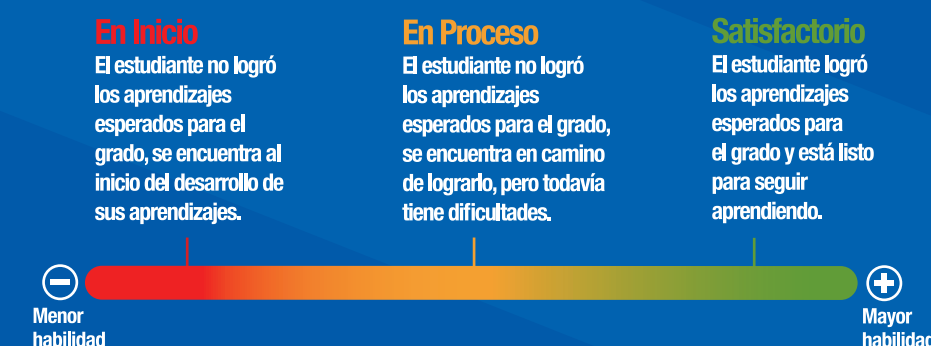 En Inicio
El estudiante no logró
los aprendizajes
esperados para el
grado, se encuentra al
inicio del desarrollo de
sus aprendizajes.
En Proceso
El estudiante no logró
los aprendizajes
esperados para el grado,
se encuentra en camino
de lograrlo, pero todavía
tiene dificultades.
Satisfactorio
El estudiante logró
los aprendizajes
esperados para
el grado y está listo
para seguir
aprendiendo.
Menor
habilidad
Mayor
habilidad